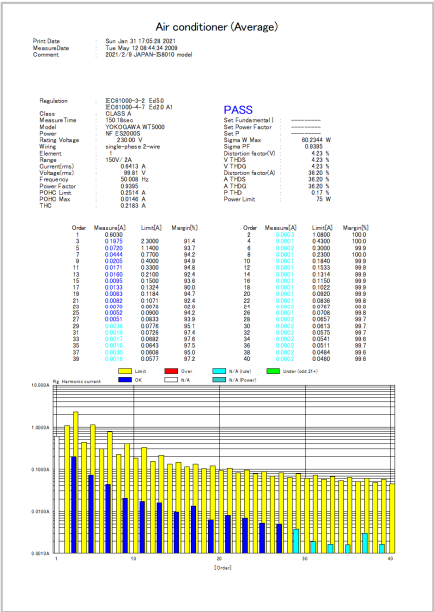 Air conditioner (Average)
Print Date : Sun Jan 31 17:05:28 2021
MeasureDate : Tue May 12 08:44:34 2009
Comment : 2021/2/9 JAPAN-IS8010 model
Regulation : IEC61000-3-2 Ed5.0
IEC61000-4-7 Ed2.0 A1
Class : CLASS A
Measure Time : 150.18sec
Model : YOKOGAWA WT5000
Power : NF ES2000S
Rating Voltage : 230.00 V
Wiring : single-phase 2-wire
Element : 1
Range : 150V/ 2A
Current(rms) : 0.6413 A
Voltage(rms) : 99.81 V
Frequency : 50.008 Hz
Power Factor : 0.9395
POHC Limit : 0.2514 A
POHC Max : 0.0146 A
THC : 0.2183 A
PASS
Set Fundamental I : ----------
Set Power Factor : ----------
Set P : ----------
Sigma W Max : 60.2344 W
Sigma PF : 0.9395
Distortion factor(V) : 4.23 %
V THDS : 4.23 %
V THDG : 4.23 %
Distortion factor(A) : 36.20 %
A THDS : 36.20 %
A THDG : 36.20 %
P THD : 0.17 %
Power Limit : 75 W
Order Measure[A] Limit[A] Margin[%]
1 0.6030
3 0.1975 2.3000 91.4
5 0.0720 1.1400 93.7
7 0.0444 0.7700 94.2
9 0.0205 0.4000 94.9
11 0.0171 0.3300 94.8
13 0.0160 0.2100 92.4
15 0.0095 0.1500 93.6
17 0.0133 0.1324 90.0
19 0.0063 0.1184 94.7
21 0.0082 0.1071 92.4
23 0.0070 0.0978
25 0.0052 0.0900 94.2
27 0.0051 0.0833 93.9
29 0.0776 95.1
31 0.0726 97.4
33 0.0682 97.6
35 0.0643 97.5
37 0.0608 95.0
39 0.0577 97.2
Order Measure[A] Limit[A] Margin[%]
2 1.0800 100.0
4 0.0001 0.4300 100.0
6 0.3000 99.9
8 0.0001 0.2300 100.0
10 0.0001 0.1840 99.9
12 0.0001 0.1533 99.9
14 0.0001 0.1314 99.9
16 0.0001 0.1150 99.9
18 0.0001 0.1022 99.9
20 0.0920 99.9
22 0.0836 99.8
24 0.0767
26 0.0708 99.8
28 0.0657 99.7
30 0.0613 99.7
32 0.0575 99.7
34 0.0541 99.6
36 0.0511 99.7
38 0.0484 99.6
40 0.0460 99.6
Limit Over N/A (rule) Under (odd 21+)
OK N/A N/A (Power)
Fig. Harmonic current
10.000A
1.0000A
0.1000A
0.0100A
0.0010A
1 10 20 30 40
[Order]